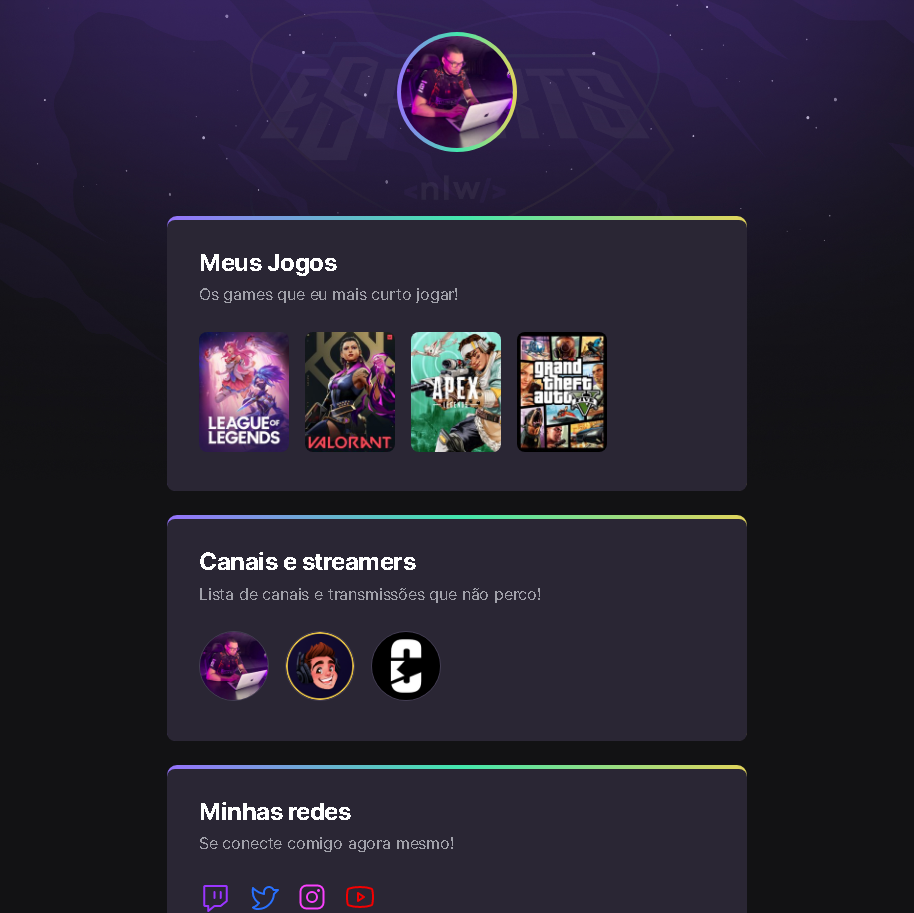 ESPORTS
<nlw/>
Meus Jogos
Os games que eu mais curto jogar!
LEAGUE OF
LEGENDS
VALORANT
APEX
LEGENDS
grand
theft
auto
V
FIVE
Canais e streamers
Lista de canais e transmissões que não perco!
Minhas redes
Se conecte comigo agora mesmo!